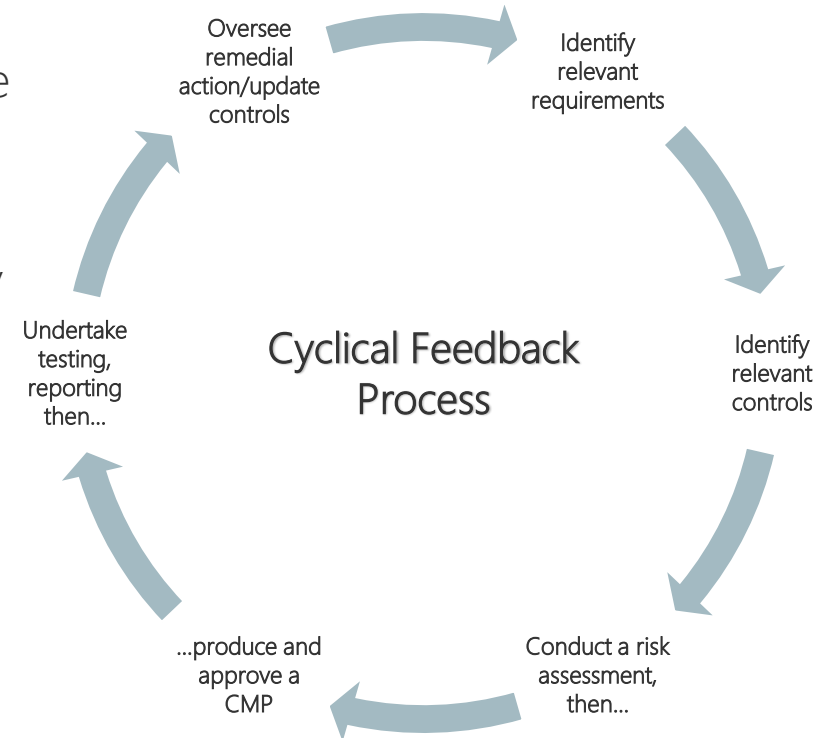 Oversee
remedial
action/update
controls
Identify
relevant
requirements
Identify
relevant
controls
Conduct a risk
assessment,
then...
...produce and
approve a
CMP
Undertake
testing,
reporting
then...
Cyclical Feedback
Process
e